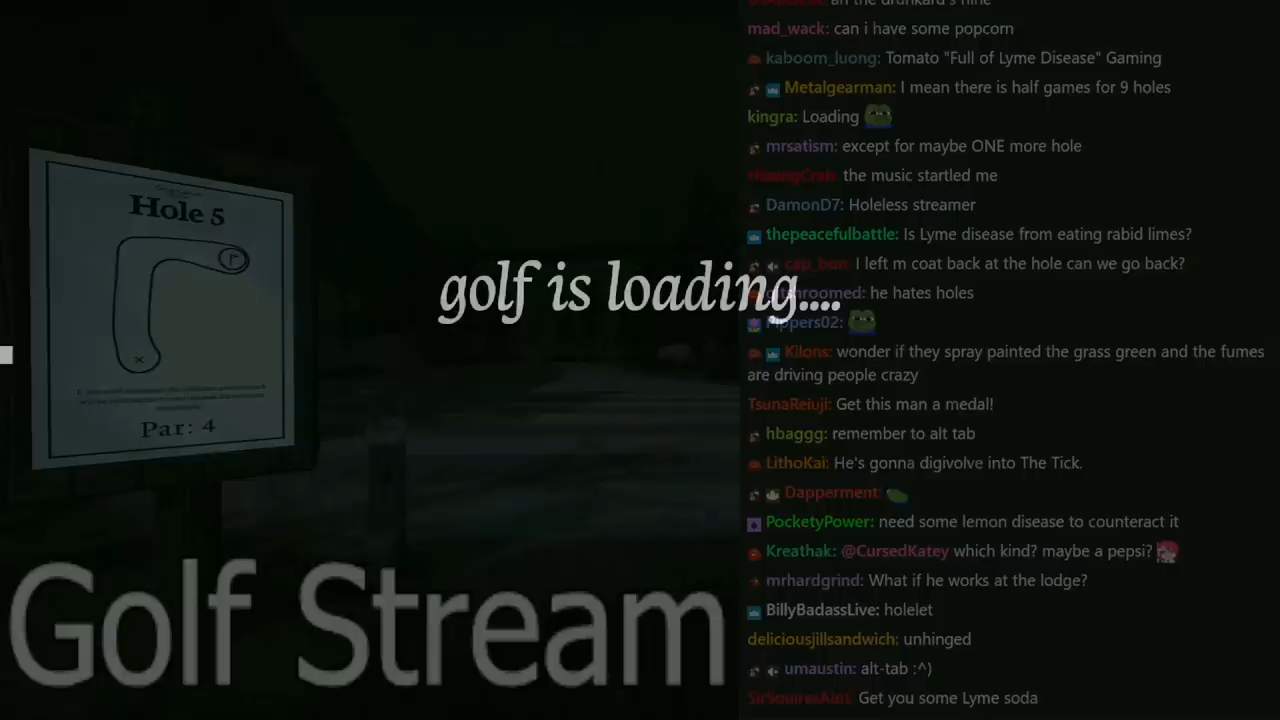 mad_wack: can i have some popcorn
kaboom_luong: Tomato "Full of Lyme Disease" Gaming
Metalgearman: I mean there is half games for 9 holes
kingra: Loading
mrsatism: except for maybe ONE more hole
the music startled me
DamonD7: Holeless streamer
thepeacefulbattle: Is Lyme disease from eating rabid limes?
cap_bun: I left m coat back at the hole can we go back?
he hates holes
Kilons: wonder if they spray painted the grass green and the fumes
are driving people crazy
TsunaReiuji: Get this man a medal!
hbaggg: remember to alt tab
LithoKai: He's gonna digivolve into The Tick.
Dapperment:
PocketyPower: need some lemon disease to counteract it
Kreathak: @CursedKatey which kind? maybe a pepsi?
mrhardgrind: What if he works at the lodge?
BillyBadassLive: holelet
deliciousjillsandwich: unhinged
umaustin: alt-tab :^)
Get you some Lyme soda
Hole 5
Par: 4
golf is loading....
Golf Stream